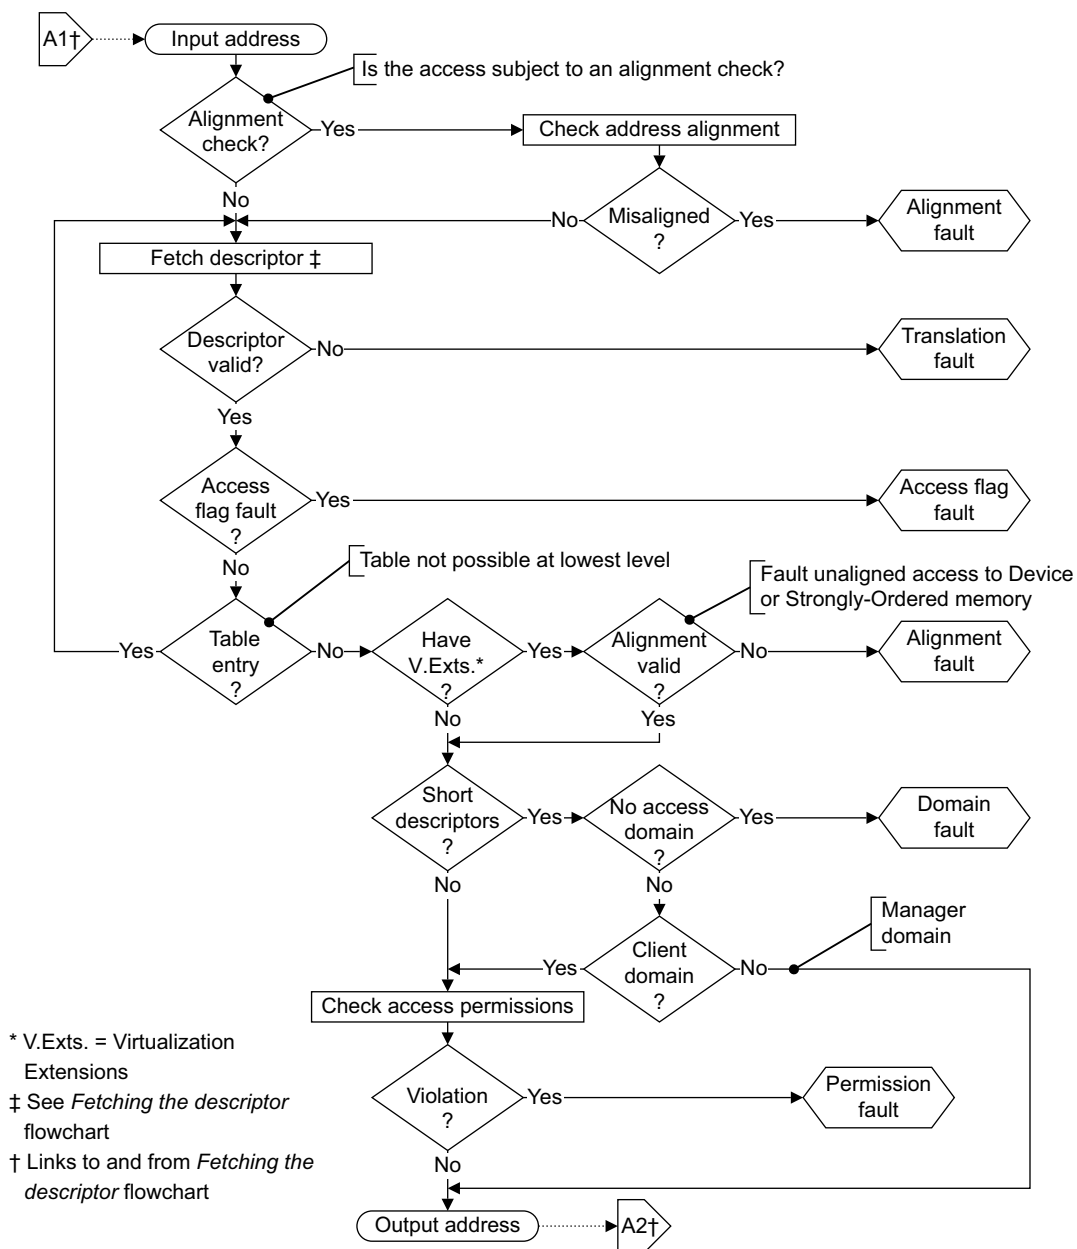 A1†
Input address
Is the access subject to an alignment check?
Alignment
check?
Yes
Check address alignment
No
No
Misaligned
?
Yes
Alignment
fault
Fetch descriptor ‡
Descriptor
valid?
No
Translation
fault
Yes
Access
flag fault
?
Yes
Access flag
fault
No
Table not possible at lowest level
Fault unaligned access to Device
or Strongly-Ordered memory
Yes
Table
entry
?
No
Have
V.Exts.*
?
Yes
Alignment
valid
?
No
Alignment
fault
No
Yes
Short
descriptors
?
Yes
No access
domain
?
Yes
Domain
fault
No
No
Manager
domain
Yes
Client
domain
?
No
Check access permissions
* V.Exts. = Virtualization
Extensions
‡ See Fetching the descriptor
flowchart
† Links to and from Fetching the
descriptor flowchart
Violation
?
Yes
Permission
fault
No
Output address
A2†